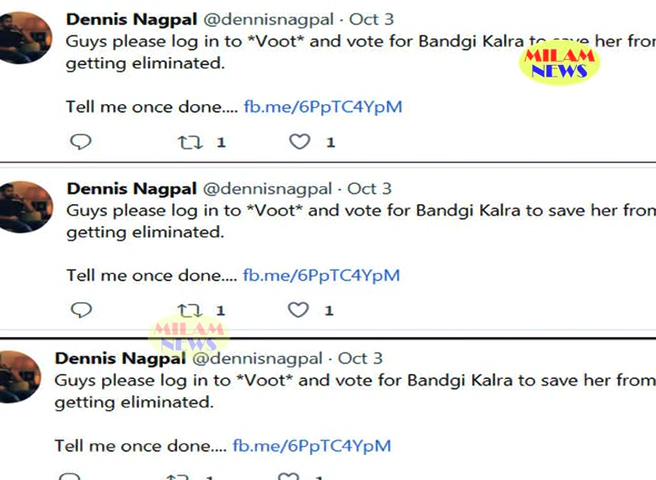 Dennis Nagpal @dennisnagpal · Oct 3
Guys please log in to *Voot* and vote for Bandgi Kalra to save her from
getting eliminated.
MILAM
NEWS
Tell me once done.... fb.me/6PpTC4YpM
1 1
Dennis Nagpal @dennisnagpal · Oct 3
Guys please log in to *Voot* and vote for Bandgi Kalra to save her from
getting eliminated.
Tell me once done.... fb.me/6PpTC4YpM
1 1
MILAM
NEWS
Dennis Nagpal @dennisnagpal · Oct 3
Guys please log in to *Voot* and vote for Bandgi Kalra to save her from
getting eliminated.
Tell me once done.... fb.me/6PpTC4YpM
1 1